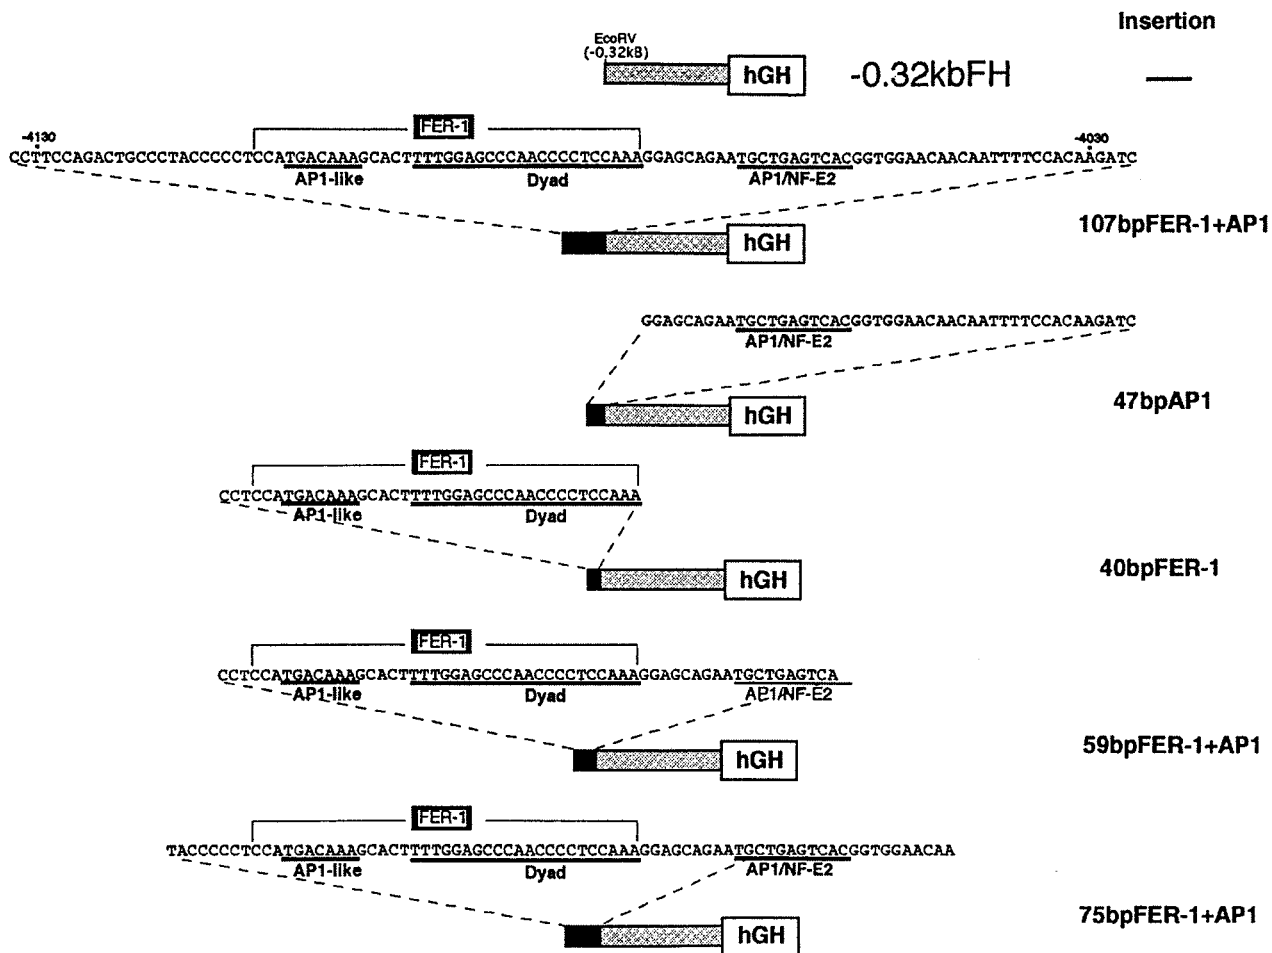 Insertion
EcoRV
(-0.32kB)
hGH
-0.32kbFH
-4130
FER-1
-4030
CCTTCCAGACTGCCCTACCCCCTCCATGACAAAGCACTTTTGGAGCCCAACCCCTCCAAAGGAGCAGAATGCTGAGTCACGGTGGAACAACAATTTTCCACAAGATC
AP1-like
Dyad
AP1/NF-E2
hGH
107bpFER-1+AP1
GGAGCAGAATGCTGAGTCACGGTGGAACAACAATTTTCCACAAGATC
AP1/NF-E2
hGH
47bpAP1
FER-1
CCTCCATGACAAAGCACTTTTGGAGCCCAACCCCTCCAAA
AP1-like
Dyad
hGH
40bpFER-1
FER-1
CCTCCATGACAAAGCACTTTTGGAGCCCAACCCCTCCAAAGGAGCAGAATGCTGAGTCA
AP1-like
Dyad
AP1/NF-E2
hGH
59bpFER-1+AP1
FER-1
TACCCCCTCCATGACAAAGCACTTTTGGAGCCCAACCCCTCCAAAGGAGCAGAATGCTGAGTCACGGTGGAACAA
AP1-like
Dyad
AP1/NF-E2
hGH
75bpFER-1+AP1